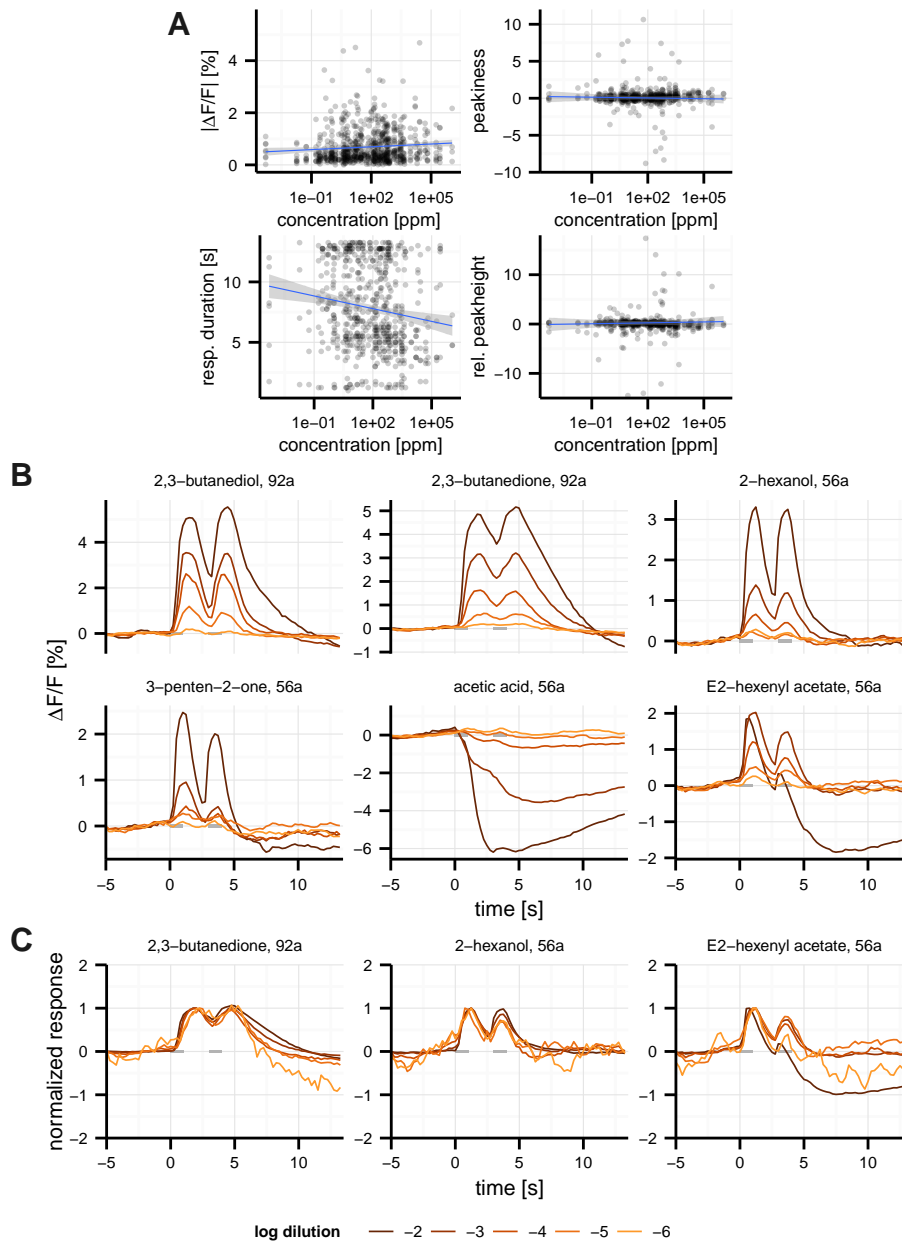 A
|ΔF/F| [%]
4
2
0
1e−01 1e+02 1e+05
concentration [ppm]
peakiness
10
5
0
−5
−10
1e−01 1e+02 1e+05
concentration [ppm]
resp. duration [s]
10
5
1e−01 1e+02 1e+05
concentration [ppm]
rel. peakheight
10
0
−10
1e−01 1e+02 1e+05
concentration [ppm]
B
ΔF/F [%]
2,3−butanediol, 92a
4
2
0
2,3−butanedione, 92a
5
4
3
2
1
0
−1
2−hexanol, 56a
3
2
1
0
3−penten−2−one, 56a
2
1
0
−5 0 5 10
acetic acid, 56a
0
−2
−4
−6
−5 0 5 10
E2−hexenyl acetate, 56a
2
1
0
−1
−2
−5 0 5 10
time [s]
C
normalized response
2,3−butanedione, 92a
2
1
0
−1
−2
−5 0 5 10
2−hexanol, 56a
2
1
0
−1
−2
−5 0 5 10
E2−hexenyl acetate, 56a
2
1
0
−1
−2
−5 0 5 10
time [s]
log dilution −2 −3 −4 −5 −6